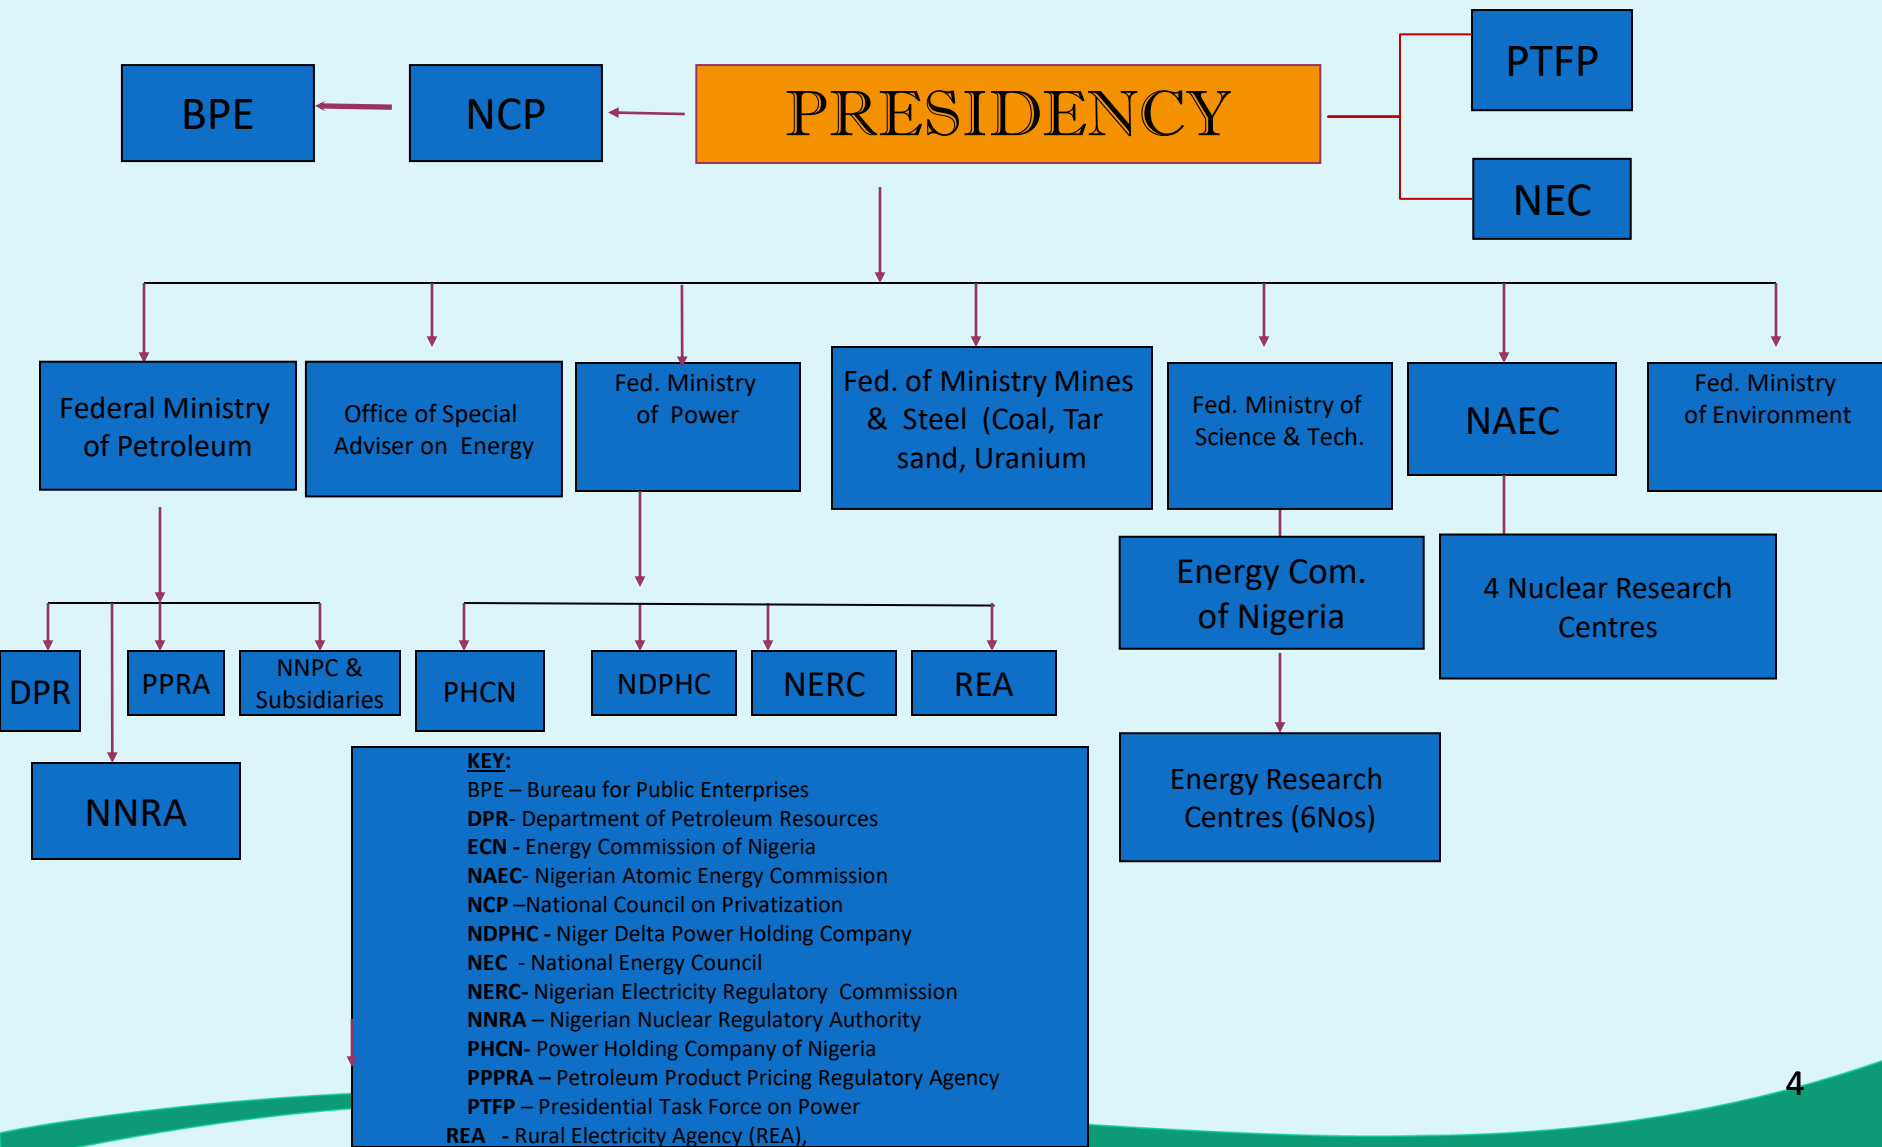 PTFP
BPE
NCP
PRESIDENCY
NEC
Federal Ministry
of Petroleum
Office of Special
Adviser on Energy
Fed. Ministry
of Power
Fed. of Ministry Mines
& Steel (Coal, Tar
sand, Uranium
Fed. Ministry of
Science & Tech.
NAEC
Fed. Ministry
of Environment
Energy Com.
of Nigeria
4 Nuclear Research
Centres
DPR
PPRA
NNPC &
Subsidiaries
PHCN
NDPHC
NERC
REA
NNRA
Energy Research
Centres (6Nos)
KEY:
BPE – Bureau for Public Enterprises
DPR- Department of Petroleum Resources
ECN - Energy Commission of Nigeria
NAEC- Nigerian Atomic Energy Commission
NCP –National Council on Privatization
NDPHC - Niger Delta Power Holding Company
NEC - National Energy Council
NERC- Nigerian Electricity Regulatory Commission
NNRA – Nigerian Nuclear Regulatory Authority
PHCN- Power Holding Company of Nigeria
PPPRA – Petroleum Product Pricing Regulatory Agency
PTFP – Presidential Task Force on Power
REA - Rural Electricity Agency (REA),
4